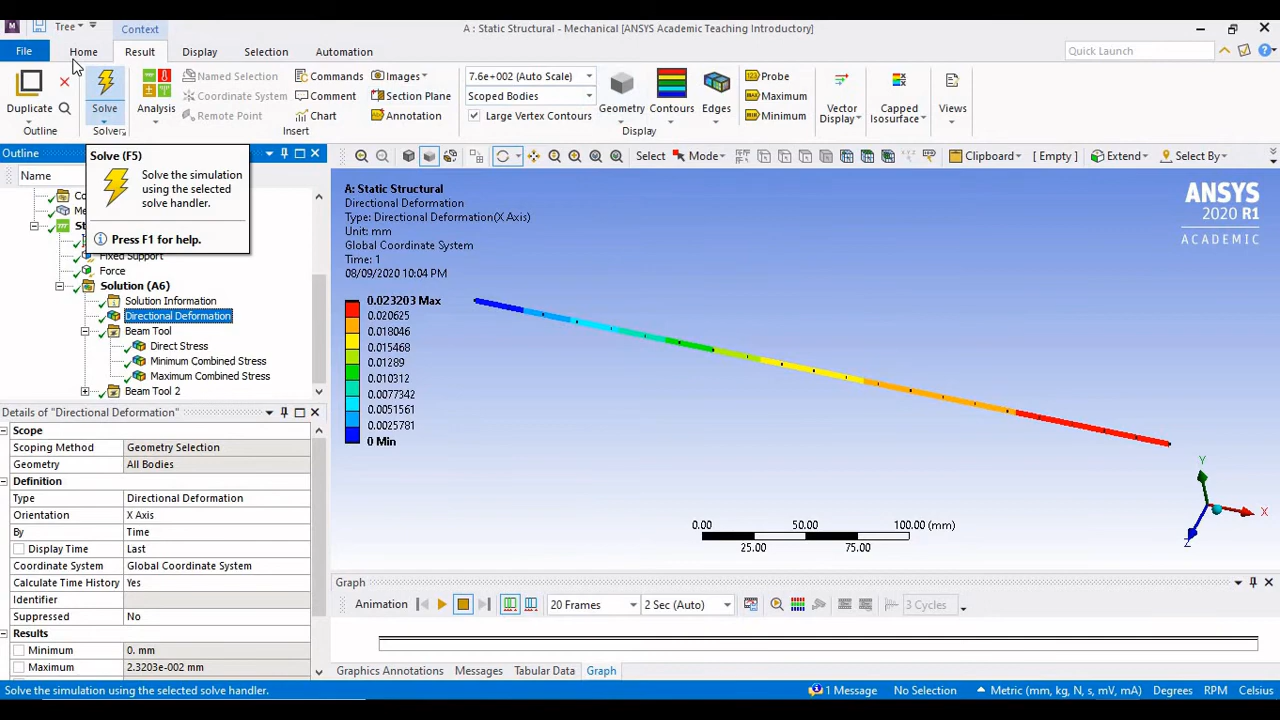 Tree
Context
A : Static Structural - Mechanical [ANSYS Academic Teaching Introductory]
File
Home
Result
Display
Selection
Automation
Quick Launch
Duplicate
Outline
Solve
Solver
Analysis
Named Selection
Coordinate System
Remote Point
Commands
Comment
Chart
Images
Section Plane
Annotation
Insert
7.6e+002 (Auto Scale)
Scoped Bodies
Large Vertex Contours
Geometry
Contours
Edges
Probe
Maximum
Minimum
Display
Vector
Display
Capped
Isosurface
Views
Outline
Name
Solve (F5)
Solve the simulation
using the selected
solve handler.
Press F1 for help.
Select
Mode
Clipboard
[ Empty ]
Extend
Select By
Co
Me
St
Fixed Support
Force
Solution (A6)
Solution Information
Directional Deformation
Beam Tool
Direct Stress
Minimum Combined Stress
Maximum Combined Stress
Beam Tool 2
Details of "Directional Deformation"
Scope
Scoping Method Geometry Selection
Geometry All Bodies
Definition
Type Directional Deformation
Orientation X Axis
By Time
Display Time Last
Coordinate System Global Coordinate System
Calculate Time History Yes
Identifier
Suppressed No
Results
Minimum 0. mm
Maximum 2.3203e-002 mm
A: Static Structural
Directional Deformation
Type: Directional Deformation(X Axis)
Unit: mm
Global Coordinate System
Time: 1
08/09/2020 10:04 PM
0.023203 Max
0.020625
0.018046
0.015468
0.01289
0.010312
0.0077342
0.0051561
0.0025781
0 Min
ANSYS
2020 R1
ACADEMIC
0.00 50.00 100.00 (mm)
25.00 75.00
Y
X
Z
Graph
Animation
20 Frames
2 Sec (Auto)
3 Cycles
Graphics Annotations
Messages
Tabular Data
Graph
Solve the simulation using the selected solve handler.
1 Message
No Selection
Metric (mm, kg, N, s, mV, mA)
Degrees
RPM
Celsius